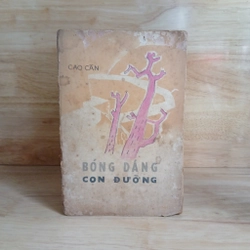 CAO CẦN
BÓNG DÁNG
CON ĐƯỜNG